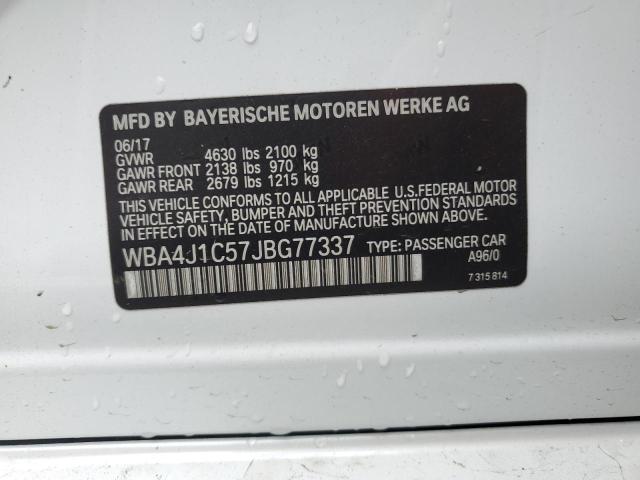 MFD BY BAYERISCHE MOTOREN WERKE AG
06/17
GVWR 4630 lbs 2100 kg
GAWR FRONT 2138 lbs 970 kg
GAWR REAR 2679 lbs 1215 kg
THIS VEHICLE CONFORMS TO ALL APPLICABLE U.S.FEDERAL MOTOR
VEHICLE SAFETY, BUMPER AND THEFT PREVENTION STANDARDS
IN EFFECT ON THE DATE OF MANUFACTURE SHOWN ABOVE.
WBA4J1C57JBG77337 TYPE: PASSENGER CAR
A96/0
7 315 814